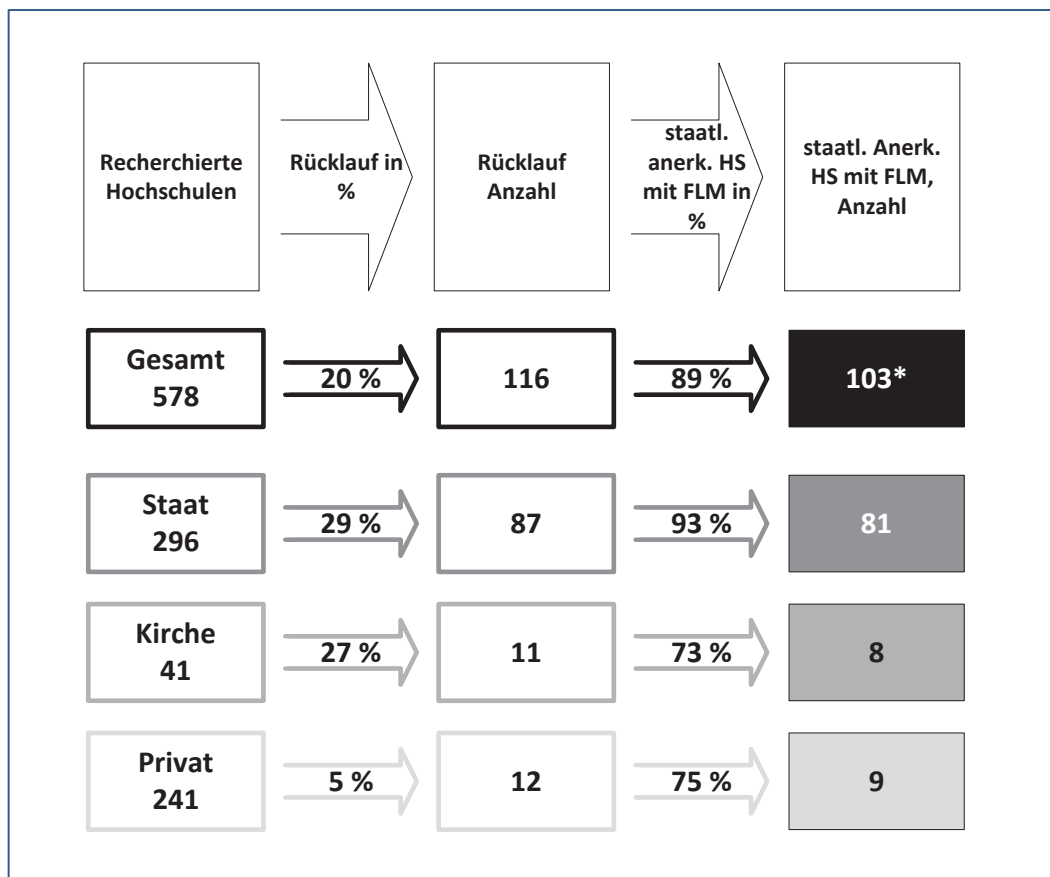 Recherchierte
Hochschulen
Rücklauf in
%
Rücklauf
Anzahl
staatl.
anerk. HS
mit FLM in
%
staatl. Anerk.
HS mit FLM,
Anzahl
Gesamt
578
20 %
116
89 %
103*
Staat
296
29 %
87
93 %
81
Kirche
41
27 %
11
73 %
8
Privat
241
5 %
12
75 %
9